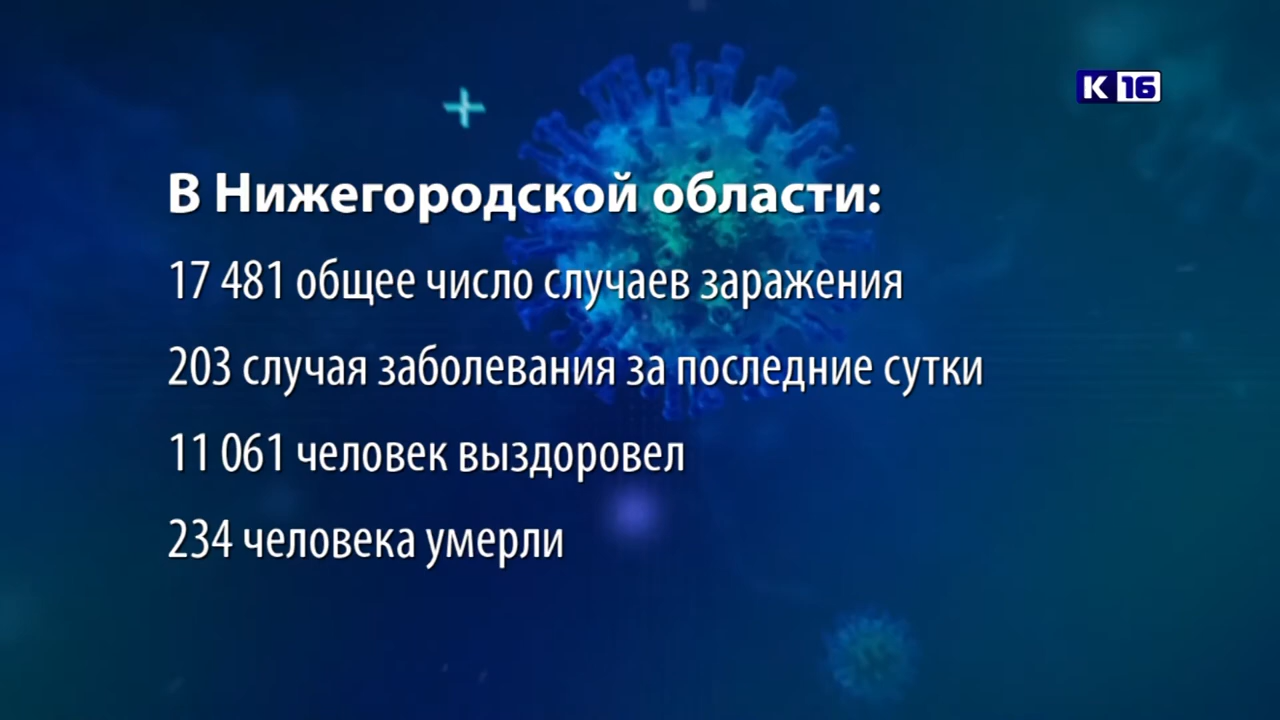 К 16
В Нижегородской области:
17 481 общее число случаев заражения
203 случая заболевания за последние сутки
11 061 человек выздоровел
234 человека умерли